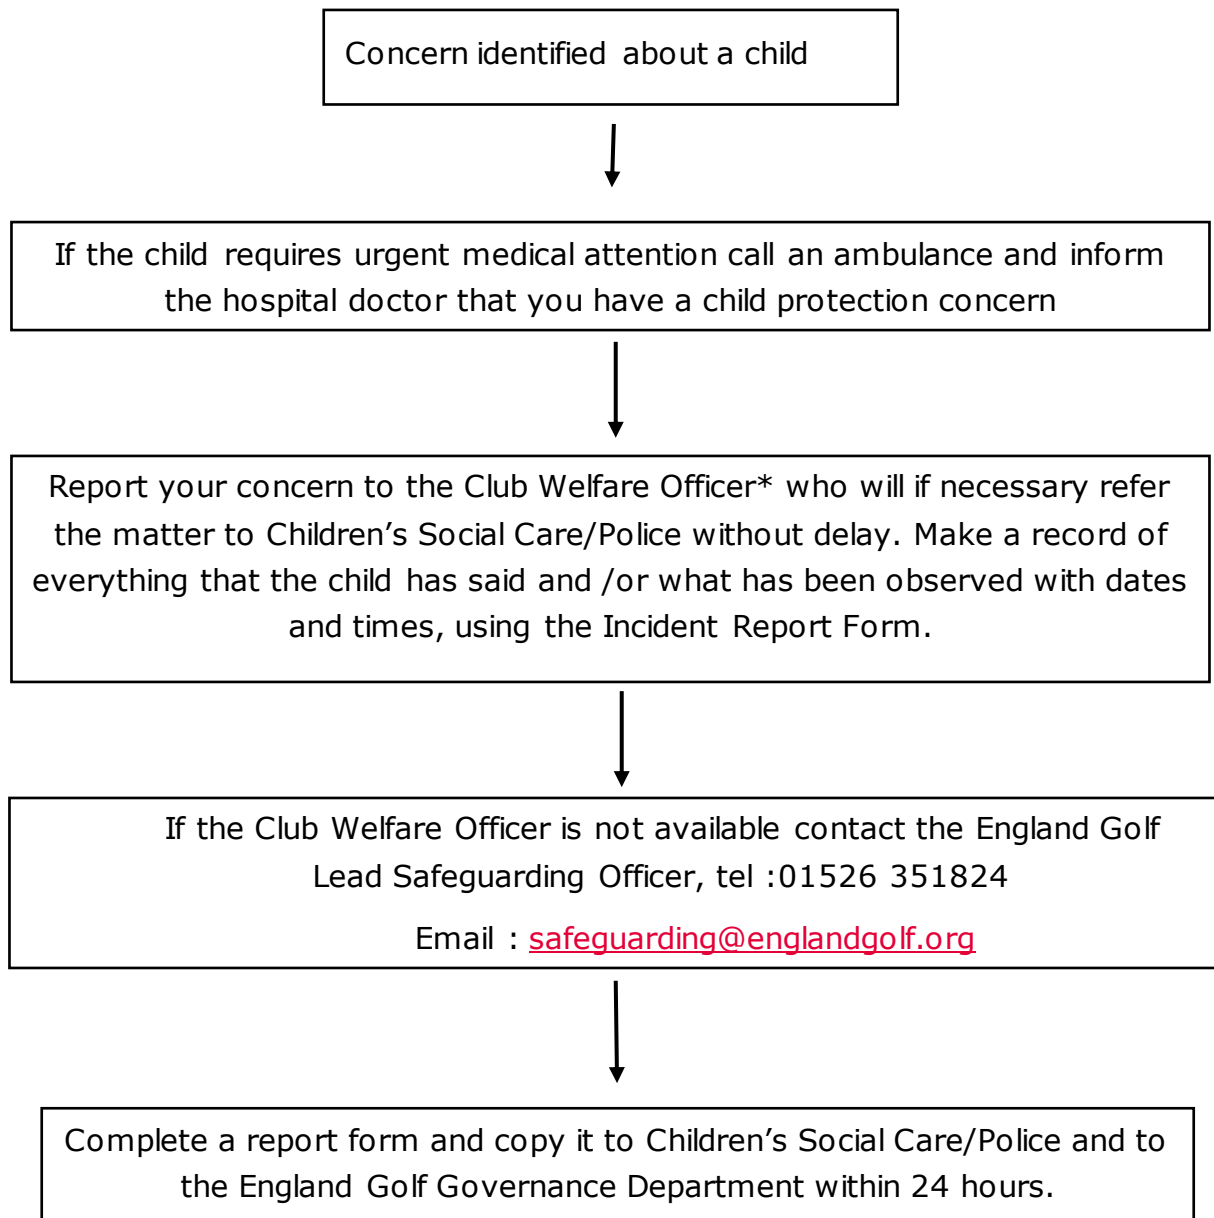 Concern identified about a child
If the child requires urgent medical attention call an ambulance and inform
the hospital doctor that you have a child protection concern
Report your concern to the Club Welfare Officer* who will if necessary refer
the matter to Children’s Social Care/Police without delay. Make a record of
everything that the child has said and /or what has been observed with dates
and times, using the Incident Report Form.
If the Club Welfare Officer is not available contact the England Golf
Lead Safeguarding Officer, tel :01526 351824
Email : safeguarding@englandgolf.org
Complete a report form and copy it to Children’s Social Care/Police and to
the England Golf Governance Department within 24 hours.